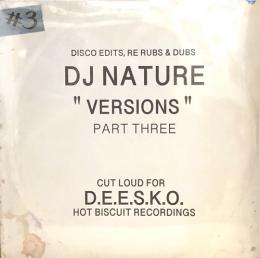 #3
DISCO EDITS, RE RUBS & DUBS
DJ NATURE
"VERSIONS"
PART THREE
CUT LOUD FOR
D.E.E.S.K.O.
HOT BISCUIT RECORDINGS